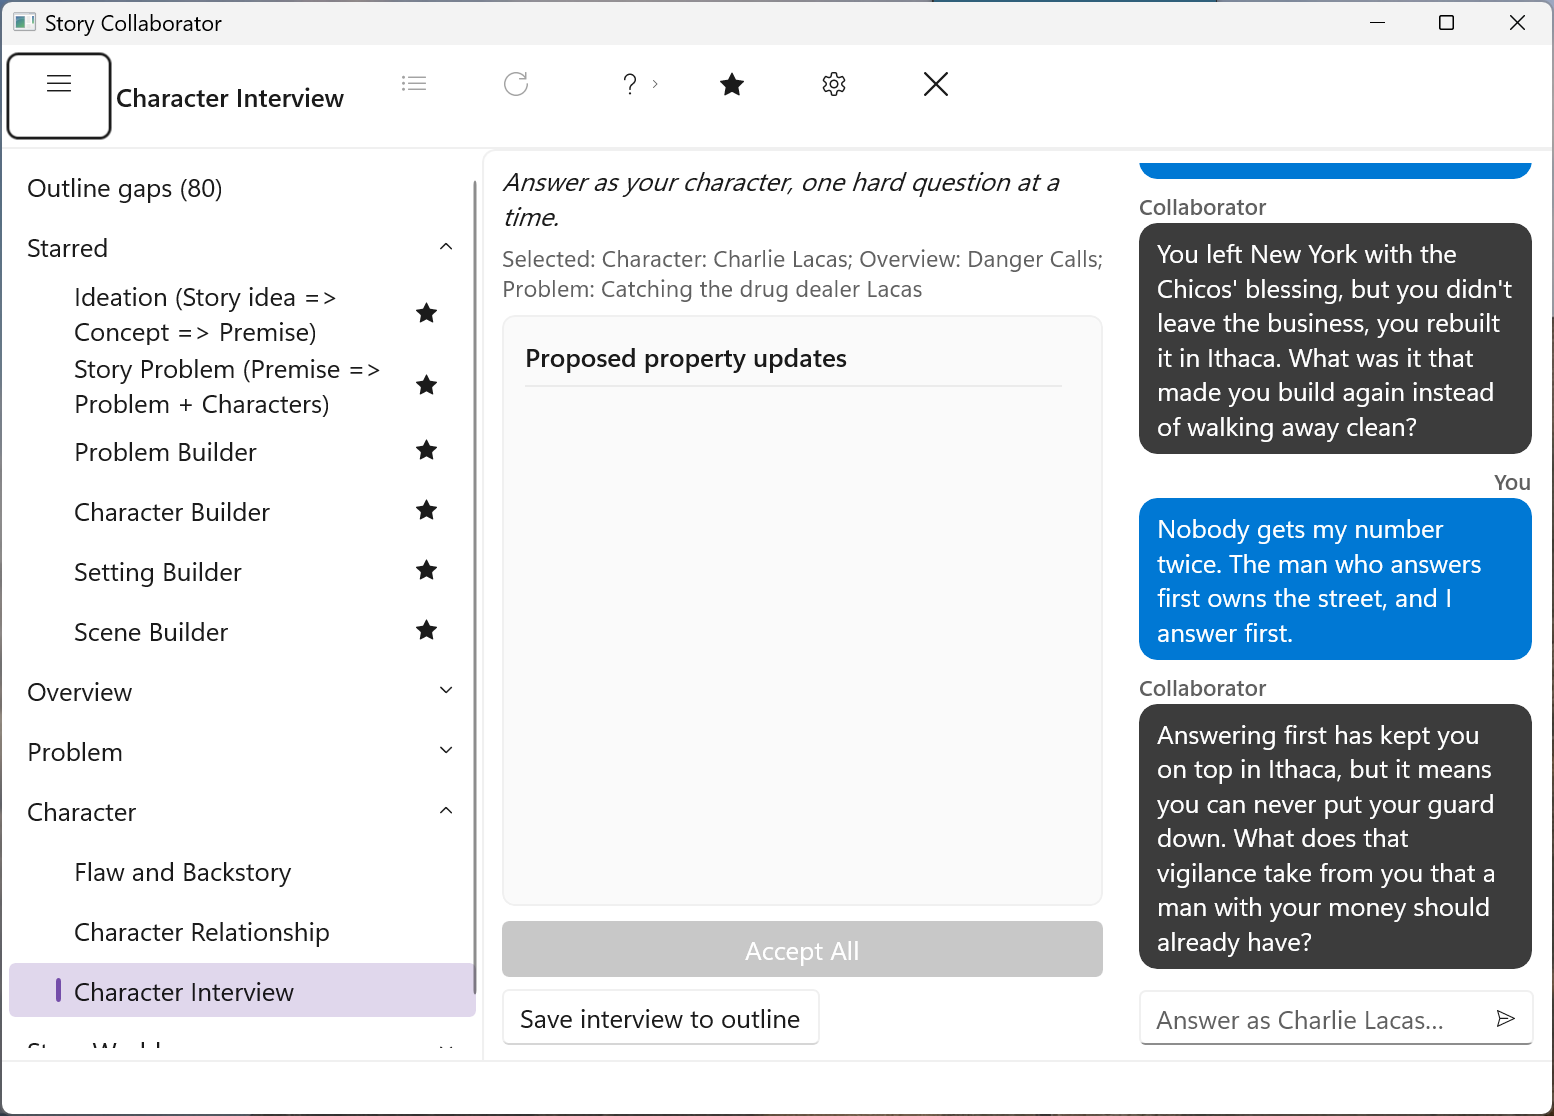 Story Collaborator
Character Interview
?
Outline gaps (80)
Starred
Ideation (Story idea =>
Concept => Premise)
Story Problem (Premise =>
Problem + Characters)
Problem Builder
Character Builder
Setting Builder
Scene Builder
Overview
Problem
Character
Flaw and Backstory
Character Relationship
Character Interview
Answer as your character, one hard question at a
time.
Selected: Character: Charlie Lacas; Overview: Danger Calls;
Problem: Catching the drug dealer Lacas
Proposed property updates
Accept All
Save interview to outline
Collaborator
You left New York with the
Chicos' blessing, but you didn't
leave the business, you rebuilt
it in Ithaca. What was it that
made you build again instead
of walking away clean?
You
Nobody gets my number
twice. The man who answers
first owns the street, and I
answer first.
Collaborator
Answering first has kept you
on top in Ithaca, but it means
you can never put your guard
down. What does that
vigilance take from you that a
man with your money should
already have?
Answer as Charlie Lacas...